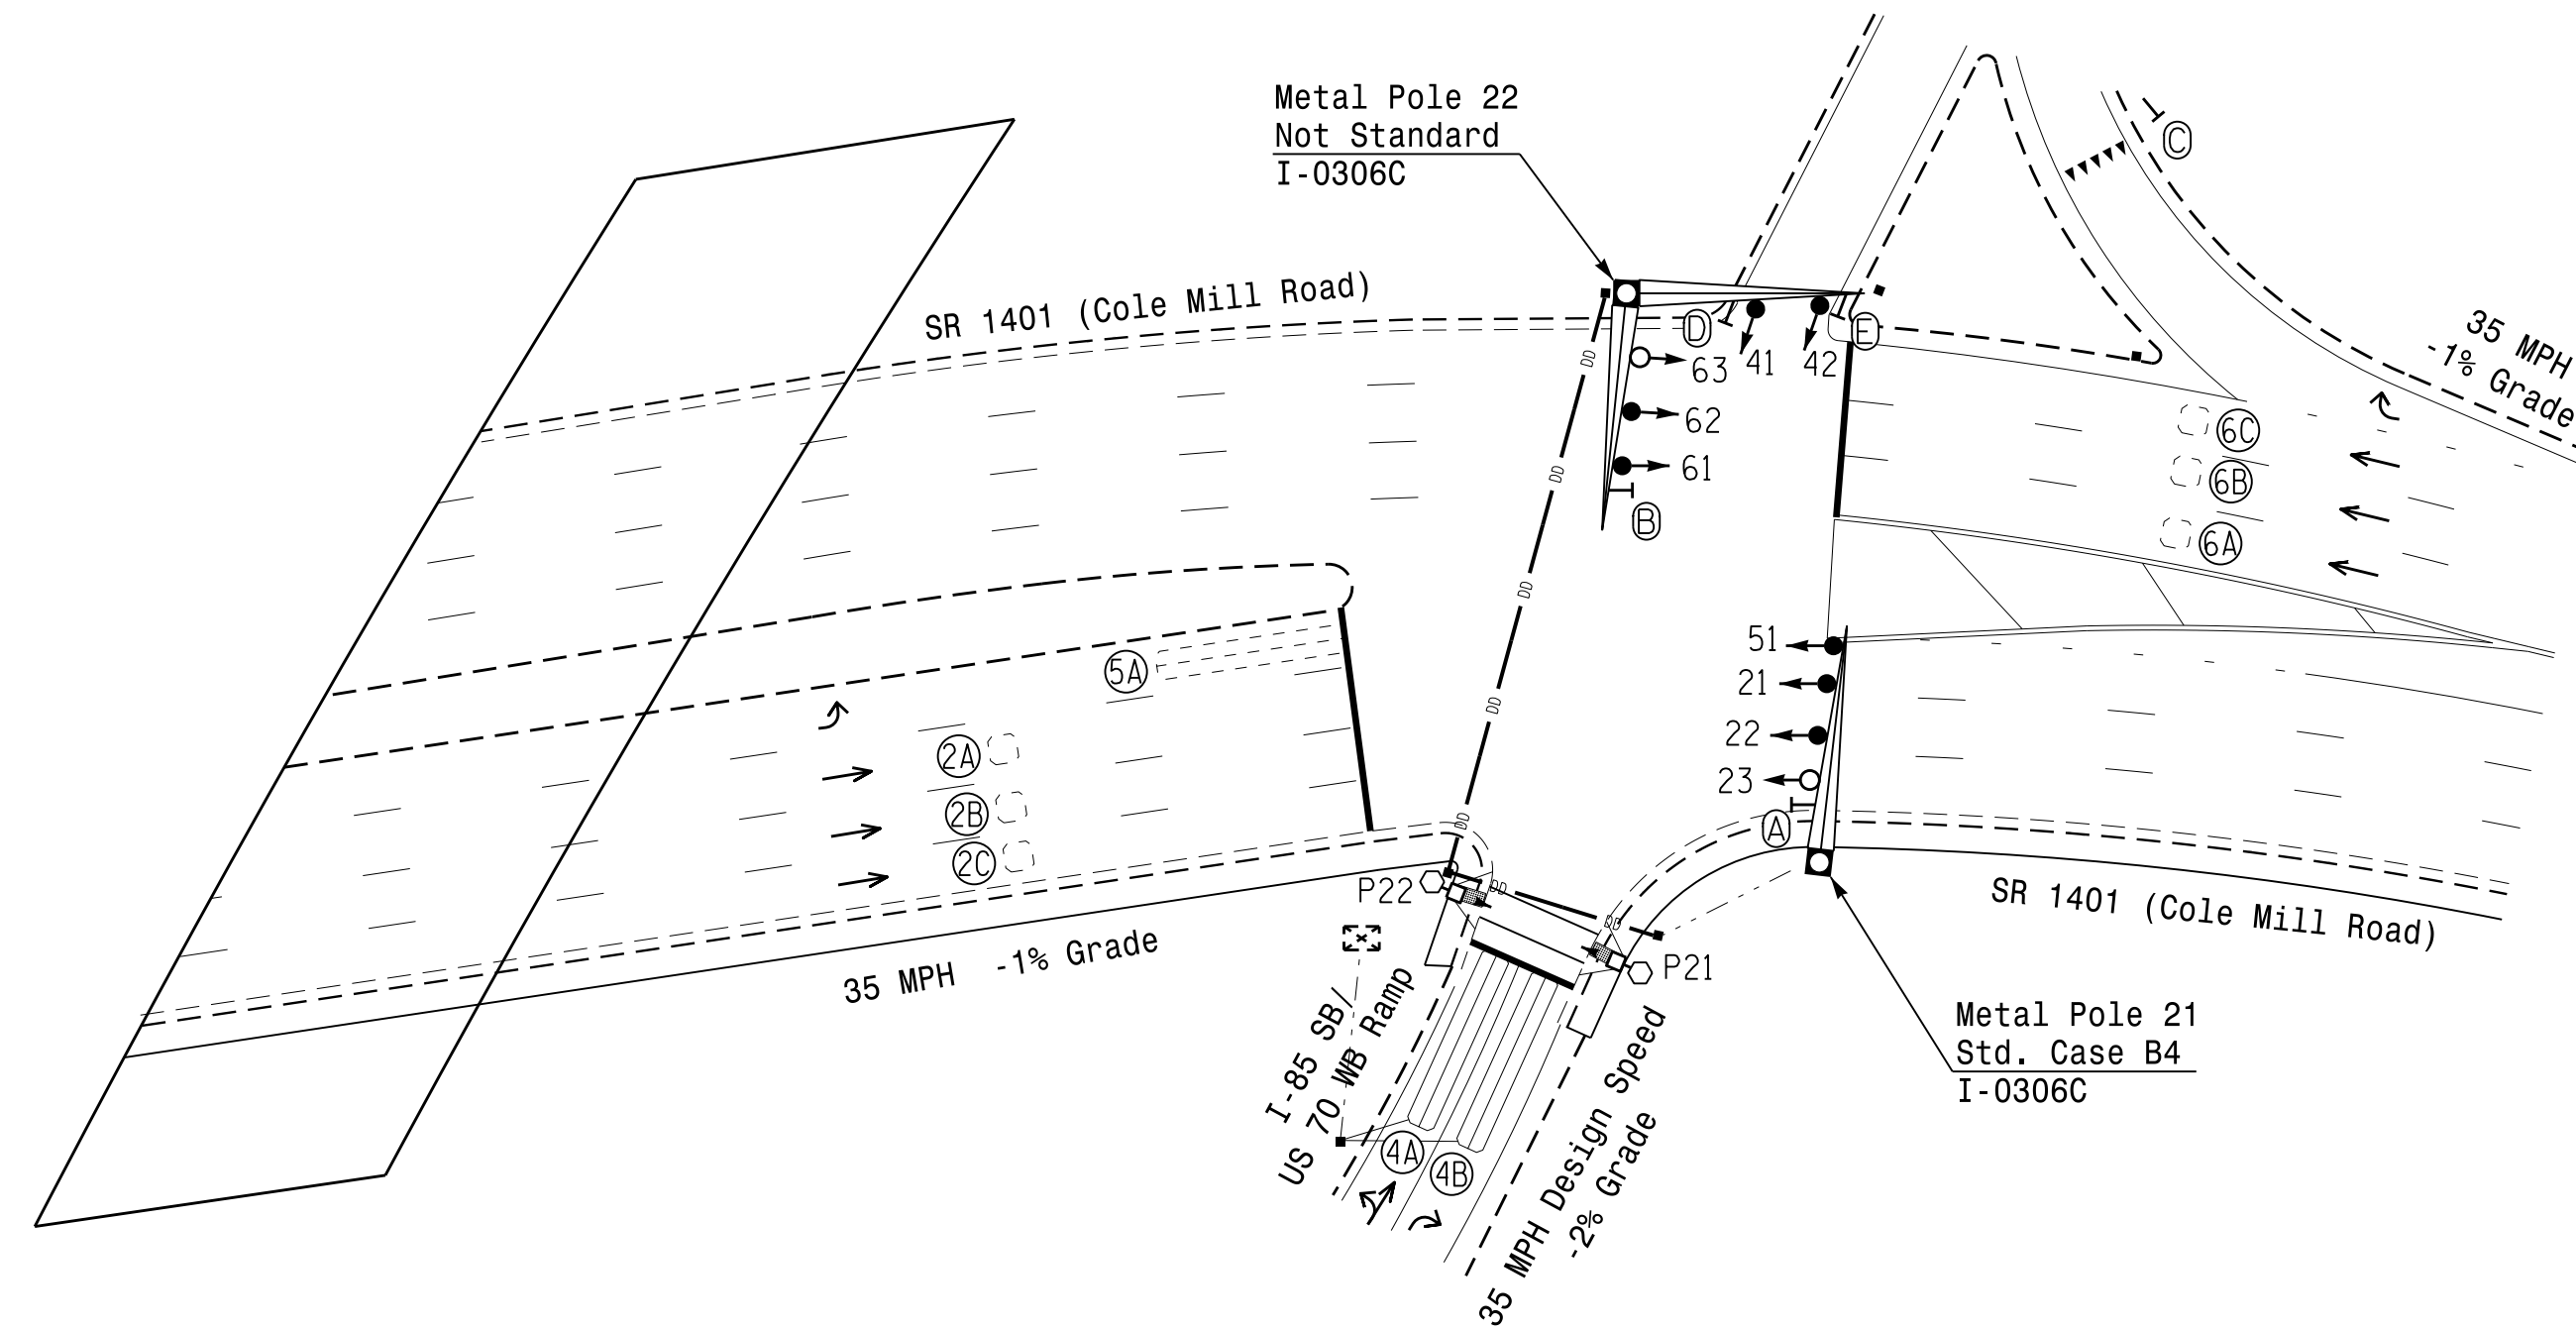 Metal Pole 22
Not Standard
I-0306C
C
SR 1401 (Cole Mill Road)
D
E
63
41
42
62
61
B
35 MPH
-1% Grade
6C
6B
6A
DD
DD
DD
DD
DD
51
21
22
23
A
5A
2A
2B
2C
P22
DD
DD
P21
35 MPH -1% Grade
SR 1401 (Cole Mill Road)
I-85 SB/
US 70 WB Ramp
4A
4B
35 MPH Design Speed
-2% Grade
Metal Pole 21
Std. Case B4
I-0306C